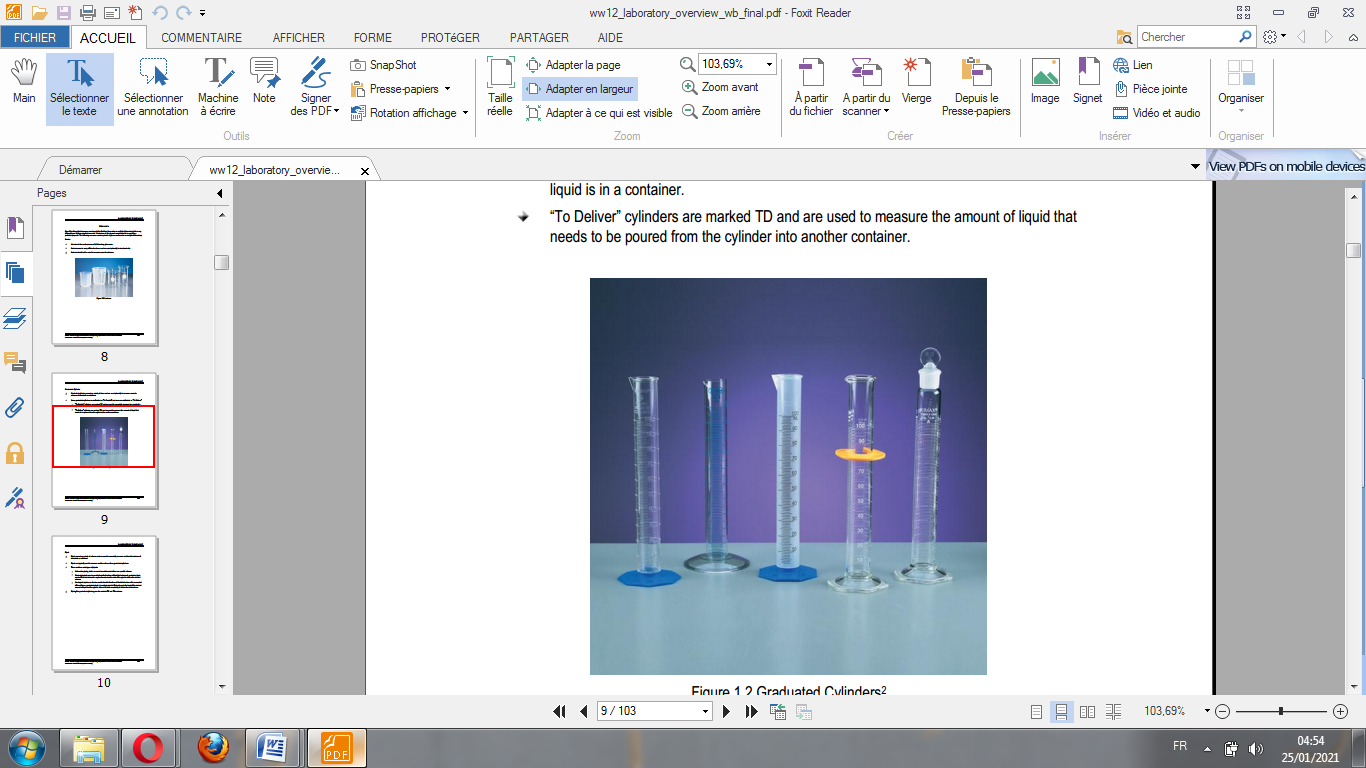 ww12_laboratory_overview_wb_final.pdf - Foxit Reader
FICHIER ACCUEIL COMMENTAIRE AFFICHER FORME PROTéGER PARTAGER AIDE
Chercher
Main
Sélectionner le texte
Sélectionner une annotation
Machine à écrire
Note
Signer des PDF
SnapShot
Presse-papiers
Rotation affichage
Outils
Taille réelle
Adapter la page
Adapter en largeur
Adapter à ce qui est visible
103,69%
Zoom avant
Zoom arrière
Zoom
À partir du fichier
A partir du scanner
Vierge
Depuis le Presse-papiers
Créer
Image
Signet
Lien
Pièce jointe
Vidéo et audio
Insérer
Organiser
Organiser
Démarrer
ww12_laboratory_overvie...
View PDFs on mobile devices
Pages
8
9
10
liquid is in a container.
“To Deliver” cylinders are marked TD and are used to measure the amount of liquid that
needs to be poured from the cylinder into another container.
Figure 1.2 Graduated Cylinders2
9 / 103
103,69%
PDF
FR
04:54
25/01/2021